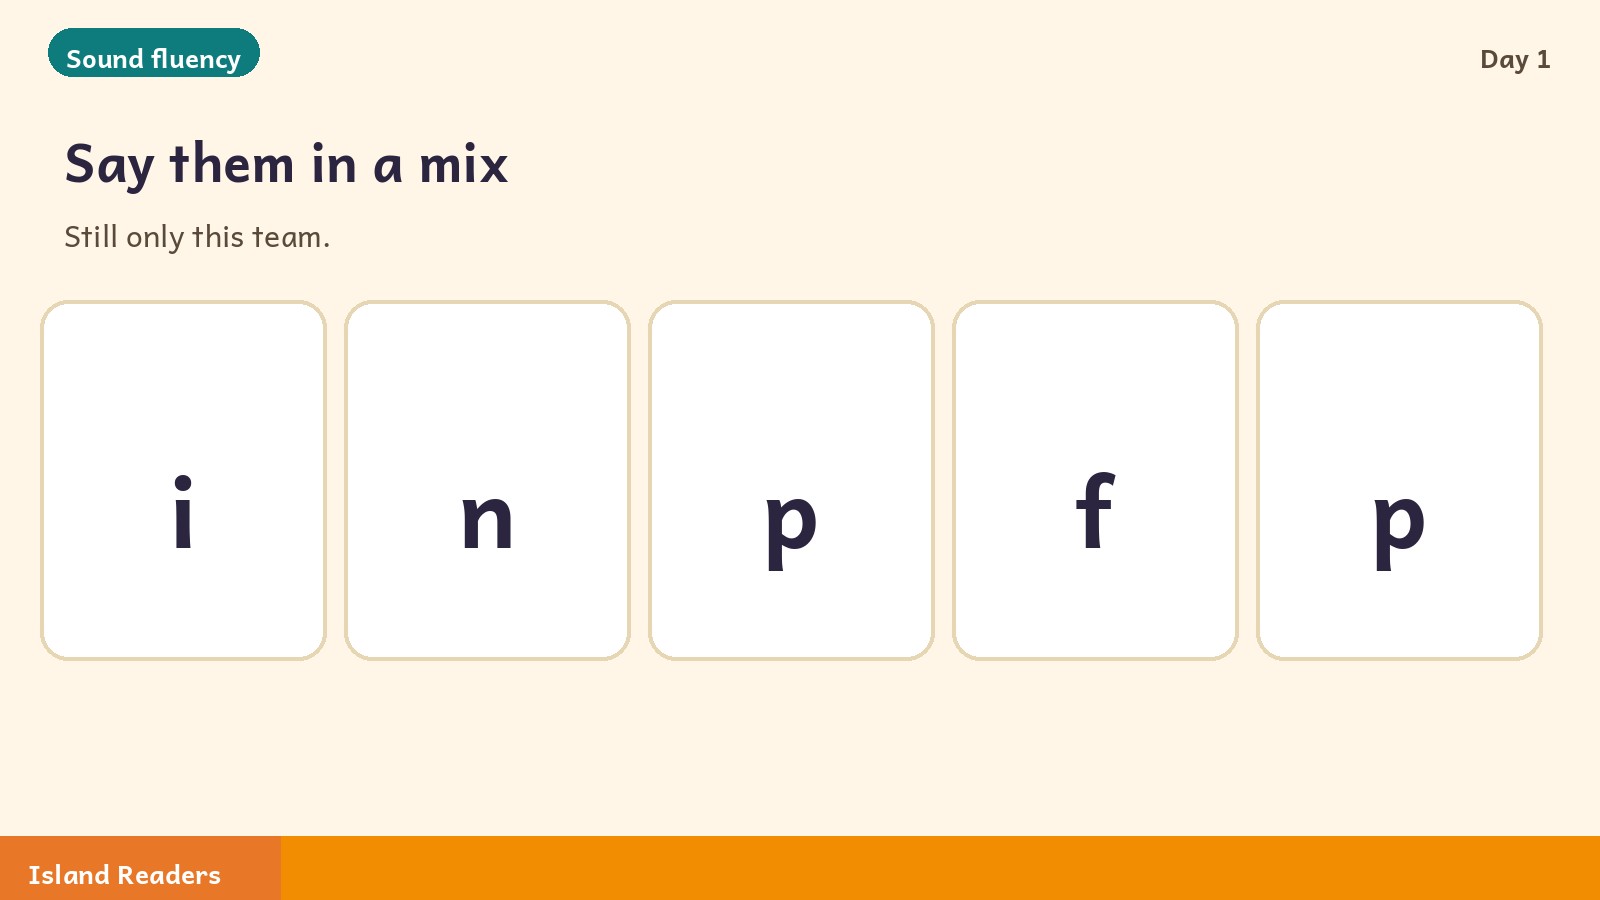 Sound fluency
Day 1
Say them in a mix
Still only this team.
i n p f p
Island Readers